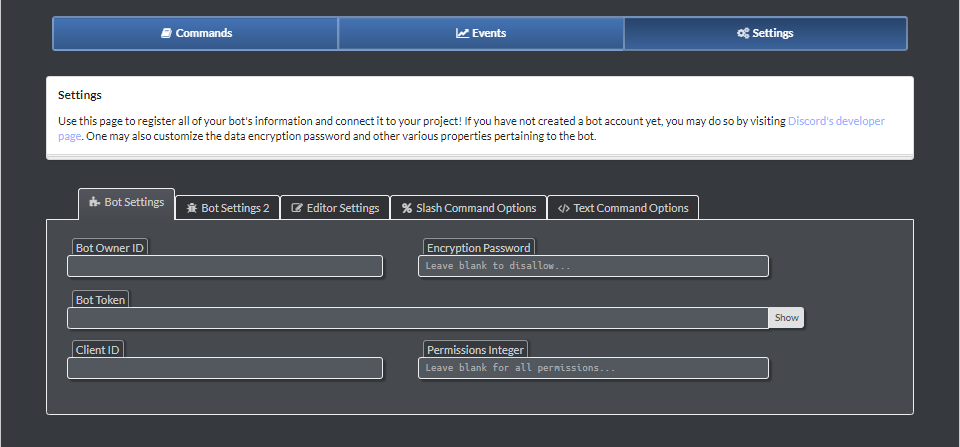 Commands
Events
Settings
Settings
Use this page to register all of your bot's information and connect it to your project! If you have not created a bot account yet, you may do so by visiting Discord's developer
page. One may also customize the data encryption password and other various properties pertaining to the bot.
Bot Settings
Bot Settings 2
Editor Settings
Slash Command Options
Text Command Options
Bot Owner ID
Encryption Password
Leave blank to disallow...
Bot Token
Show
Client ID
Permissions Integer
Leave blank for all permissions...